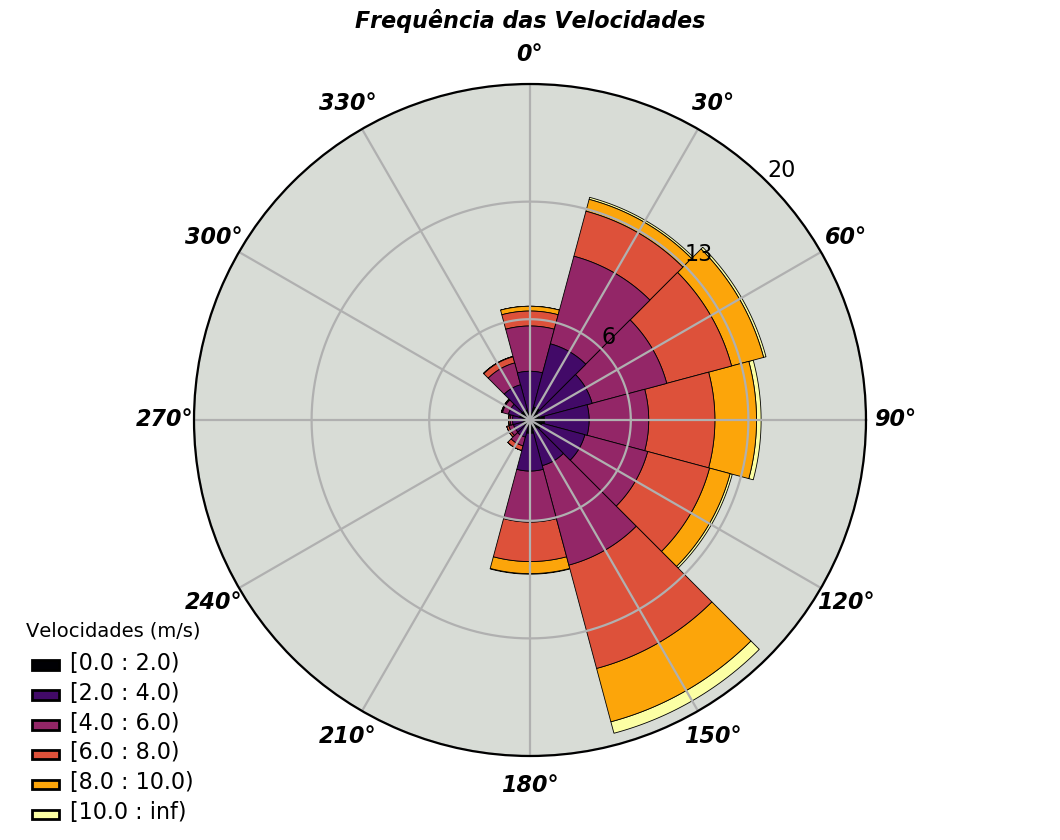 Frequência das Velocidades
0°
330°
30°
20
300°
60°
13
6
270°
90°
240°
120°
210°
150°
180°
Velocidades (m/s)
[0.0 : 2.0)
[2.0 : 4.0)
[4.0 : 6.0)
[6.0 : 8.0)
[8.0 : 10.0)
[10.0 : inf)